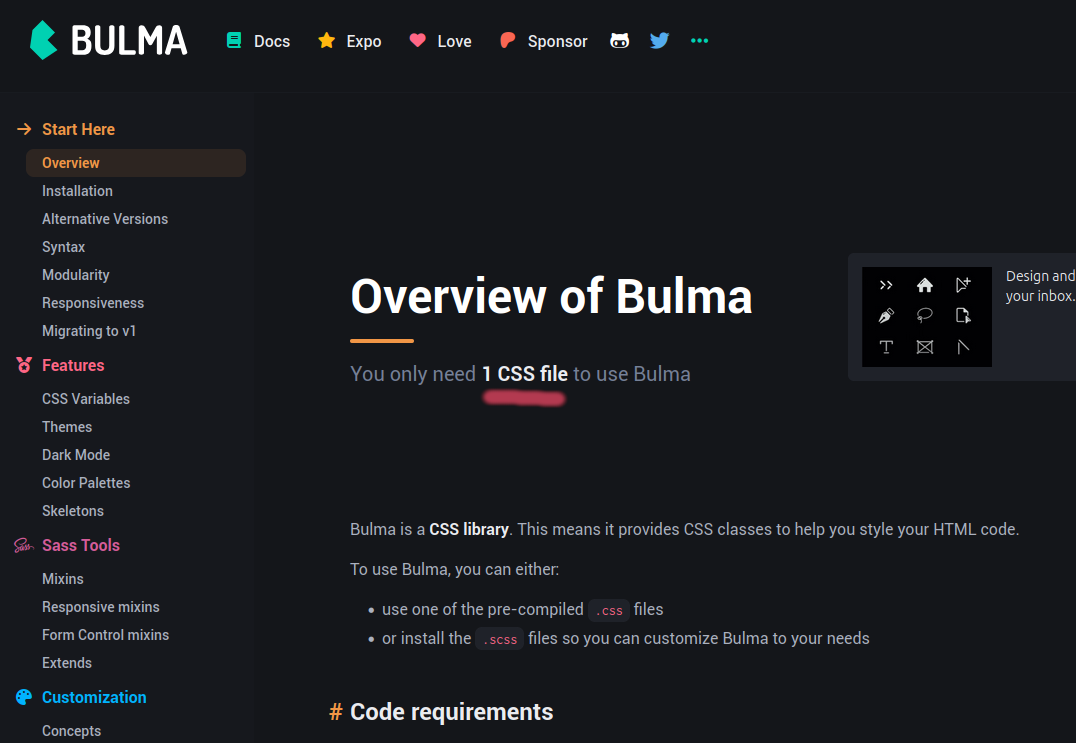 BULMA
Docs
Expo
Love
Sponsor
Start Here
Overview
Installation
Alternative Versions
Syntax
Modularity
Responsiveness
Migrating to v1
Features
CSS Variables
Themes
Dark Mode
Color Palettes
Skeletons
Sass
Sass Tools
Mixins
Responsive mixins
Form Control mixins
Extends
Customization
Concepts
Overview of Bulma
You only need 1 CSS file to use Bulma
Design and
your inbox.
Bulma is a CSS library. This means it provides CSS classes to help you style your HTML code.
To use Bulma, you can either:
• use one of the pre-compiled .css files
• or install the .scss files so you can customize Bulma to your needs
# Code requirements